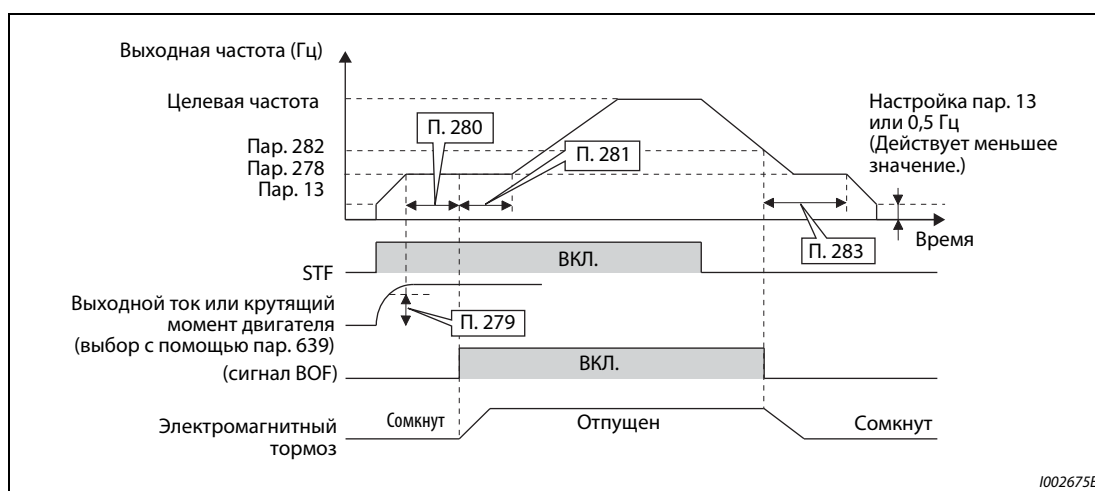 Выходная частота (Гц)
Целевая частота
Пар. 282
Пар. 278
Пар. 13
П. 280
П. 281
Настройка пар. 13
или 0,5 Гц
(Действует меньшее
значение.)
П. 283
Время
STF
ВКЛ.
Выходной ток или крутящий
момент двигателя
(выбор с помощью пар. 639)
П. 279
(сигнал BOF)
ВКЛ.
Электромагнитный
тормоз
Сомкнут
Отпущен
Сомкнут
I002675E